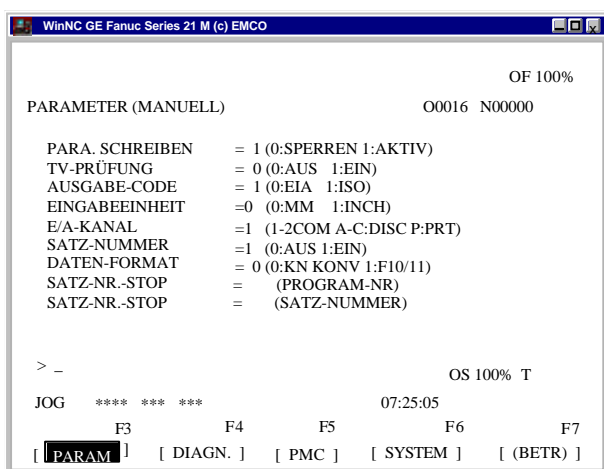 WinNC GE Fanuc Series 21 M (c) EMCO
OF 100%
PARAMETER (MANUELL) O0016 N00000
PARA. SCHREIBEN = 1 (0:SPERREN 1:AKTIV)
TV-PRÜFUNG = 0 (0:AUS 1:EIN)
AUSGABE-CODE = 1 (0:EIA 1:ISO)
EINGABEEINHEIT =0 (0:MM 1:INCH)
E/A-KANAL =1 (1-2COM A-C:DISC P:PRT)
SATZ-NUMMER =1 (0:AUS 1:EIN)
DATEN-FORMAT = 0 (0:KN KONV 1:F10/11)
SATZ-NR.-STOP = (PROGRAM-NR)
SATZ-NR.-STOP = (SATZ-NUMMER)
> _
OS 100% T
JOG **** *** *** 07:25:05
F3 F4 F5 F6 F7
[ PARAM ] [ DIAGN. ] [ PMC ] [ SYSTEM ] [ (BETR) ]